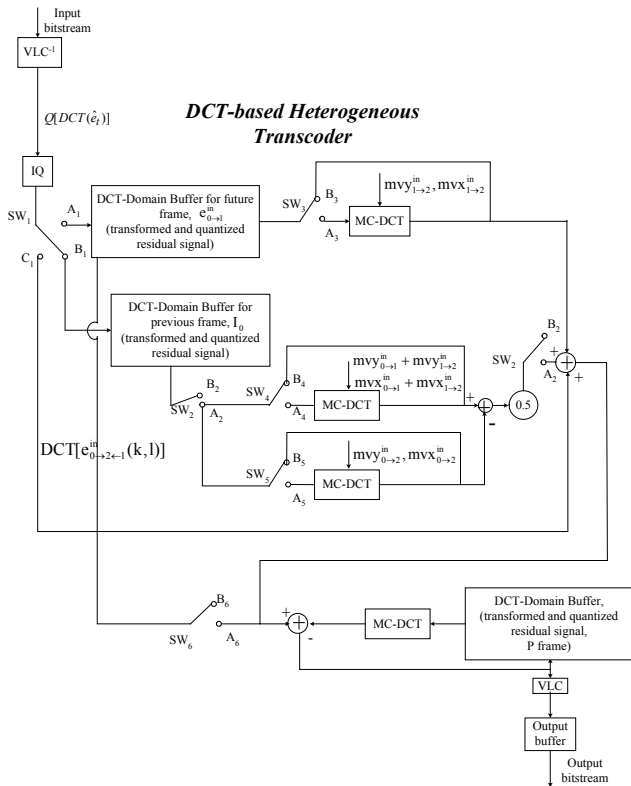 Input
bitstream
VLC⁻¹
Q[DCT(ê_t)]
DCT-based Heterogeneous
Transcoder
IQ
SW₁
A₁
B₁
C₁
DCT-Domain Buffer for future
frame, e^in_0→1
(transformed and quantized
residual signal)
SW₃
B₃
A₃
mvy^in_1→2, mvx^in_1→2
MC-DCT
DCT-Domain Buffer for
previous frame, I₀
(transformed and quantized
residual signal)
B₂
SW₂
A₂
SW₄
B₄
A₄
mvy^in_0→1 + mvy^in_1→2
mvx^in_0→1 + mvx^in_1→2
MC-DCT
+
-
0.5
B₂
SW₂
A₂
+
+
DCT[e^in_0→2←1(k,l)]
B₅
SW₅
A₅
mvy^in_0→2, mvx^in_0→2
MC-DCT
B₆
SW₆
A₆
+
-
MC-DCT
DCT-Domain Buffer,
(transformed and quantized
residual signal,
P frame)
VLC
Output
buffer
Output
bitstream